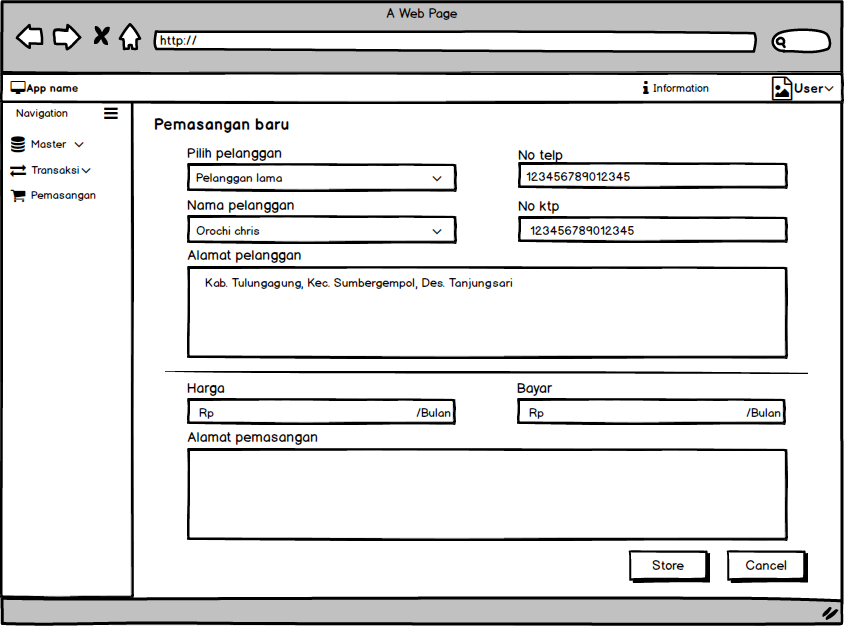 A Web Page
http://
App name
Information
User
Navigation
Master
Transaksi
Pemasangan
Pemasangan baru
Pilih pelanggan
No telp
Pelanggan lama
123456789012345
Nama pelanggan
No ktp
Orochi chris
123456789012345
Alamat pelanggan
Kab. Tulungagung, Kec. Sumbergempol, Des. Tanjungsari
Harga
Bayar
Rp /Bulan
Rp /Bulan
Alamat pemasangan
Store
Cancel